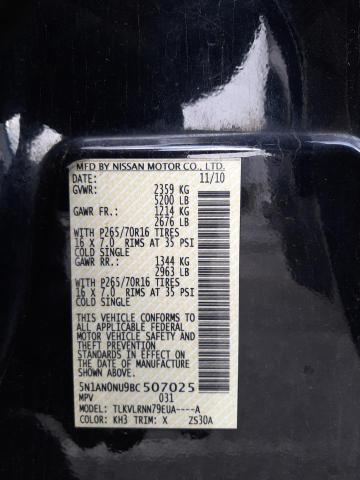 MFD BY NISSAN MOTOR CO., LTD.
DATE: 11/10
GVWR: 2359 KG
5200 LB
GAWR FR.: 1214 KG
2676 LB
WITH P265/70R16 TIRES
16 X 7.0 RIMS AT 35 PSI
COLD SINGLE
GAWR RR.: 1344 KG
2963 LB
WITH P265/70R16 TIRES
16 X 7.0 RIMS AT 35 PSI
COLD SINGLE
THIS VEHICLE CONFORMS TO
ALL APPLICABLE FEDERAL
MOTOR VEHICLE SAFETY
STANDARDS IN EFFECT ON
THE DATE OF MANUFACTURE
SHOWN ABOVE.
5N1AN0NU9BC507025
MPV 031
MODEL: TLKVLRNN79EUA----A
COLOR: KH3 TRIM: X ZS30A